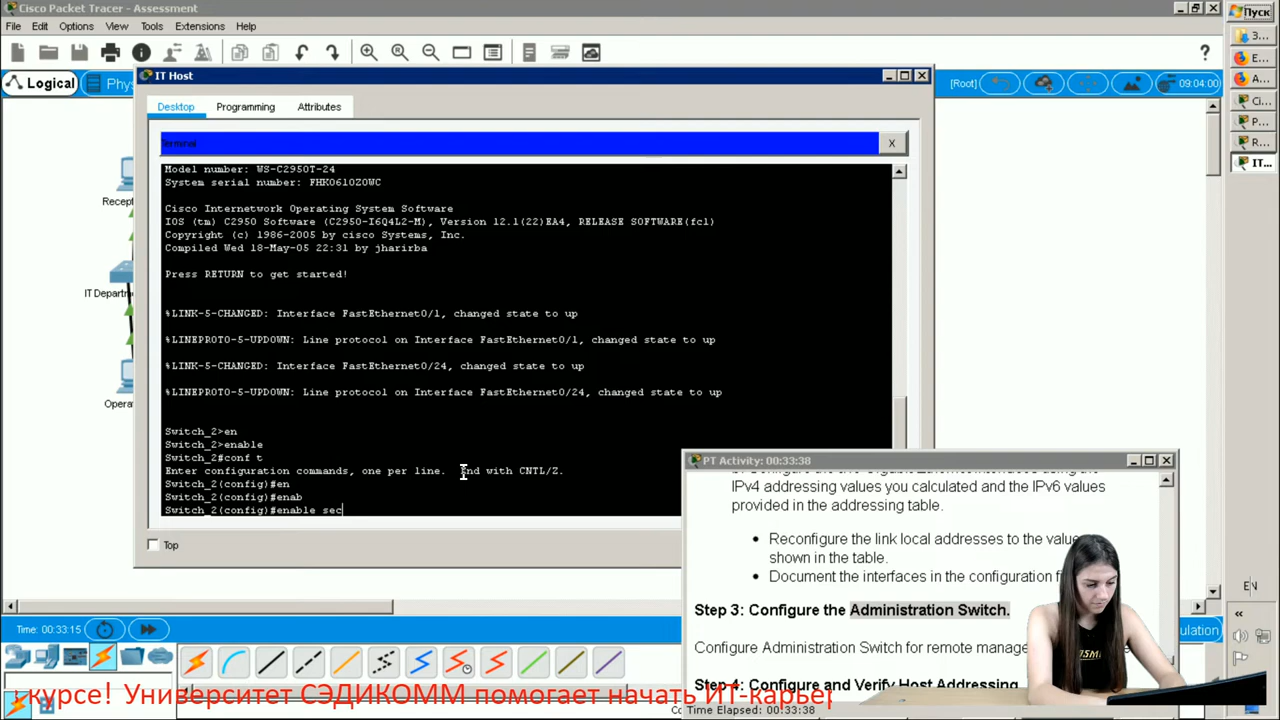 Cisco Packet Tracer - Assessment
File Edit Options View Tools Extensions Help
Logical
[Root]
09:04:00
IT Host
Desktop Programming Attributes
Terminal
X
Model number: WS-C2950T-24
System serial number: FHK0610Z0WC
Cisco Internetwork Operating System Software
IOS (tm) C2950 Software (C2950-I6Q4L2-M), Version 12.1(22)EA4, RELEASE SOFTWARE(fc1)
Copyright (c) 1986-2005 by cisco Systems, Inc.
Compiled Wed 18-May-05 22:31 by jharirba
Press RETURN to get started!
%LINK-5-CHANGED: Interface FastEthernet0/1, changed state to up
%LINEPROTO-5-UPDOWN: Line protocol on Interface FastEthernet0/1, changed state to up
%LINK-5-CHANGED: Interface FastEthernet0/24, changed state to up
%LINEPROTO-5-UPDOWN: Line protocol on Interface FastEthernet0/24, changed state to up
Switch_2>en
Switch_2>enable
Switch_2#conf t
Enter configuration commands, one per line. End with CNTL/Z.
Switch_2(config)#en
Switch_2(config)#enab
Switch_2(config)#enable sec
Top
Recept
IT Departm
Opera
PT Activity: 00:33:38
IPv4 addressing values you calculated and the IPv6 values
provided in the addressing table.
Reconfigure the link local addresses to the value
shown in the table.
Document the interfaces in the configuration f
Step 3: Configure the Administration Switch.
Configure Administration Switch for remote manage
Step 4: Configure and Verify Host Addressing
Time Elapsed: 00:33:38
Time: 00:33:15
ulation
курсе! Университет СЭДИКОММ помогает начать ИТ-карьер
Пуск
З...
E...
A...
Ci...
P...
R...
IT...
EN